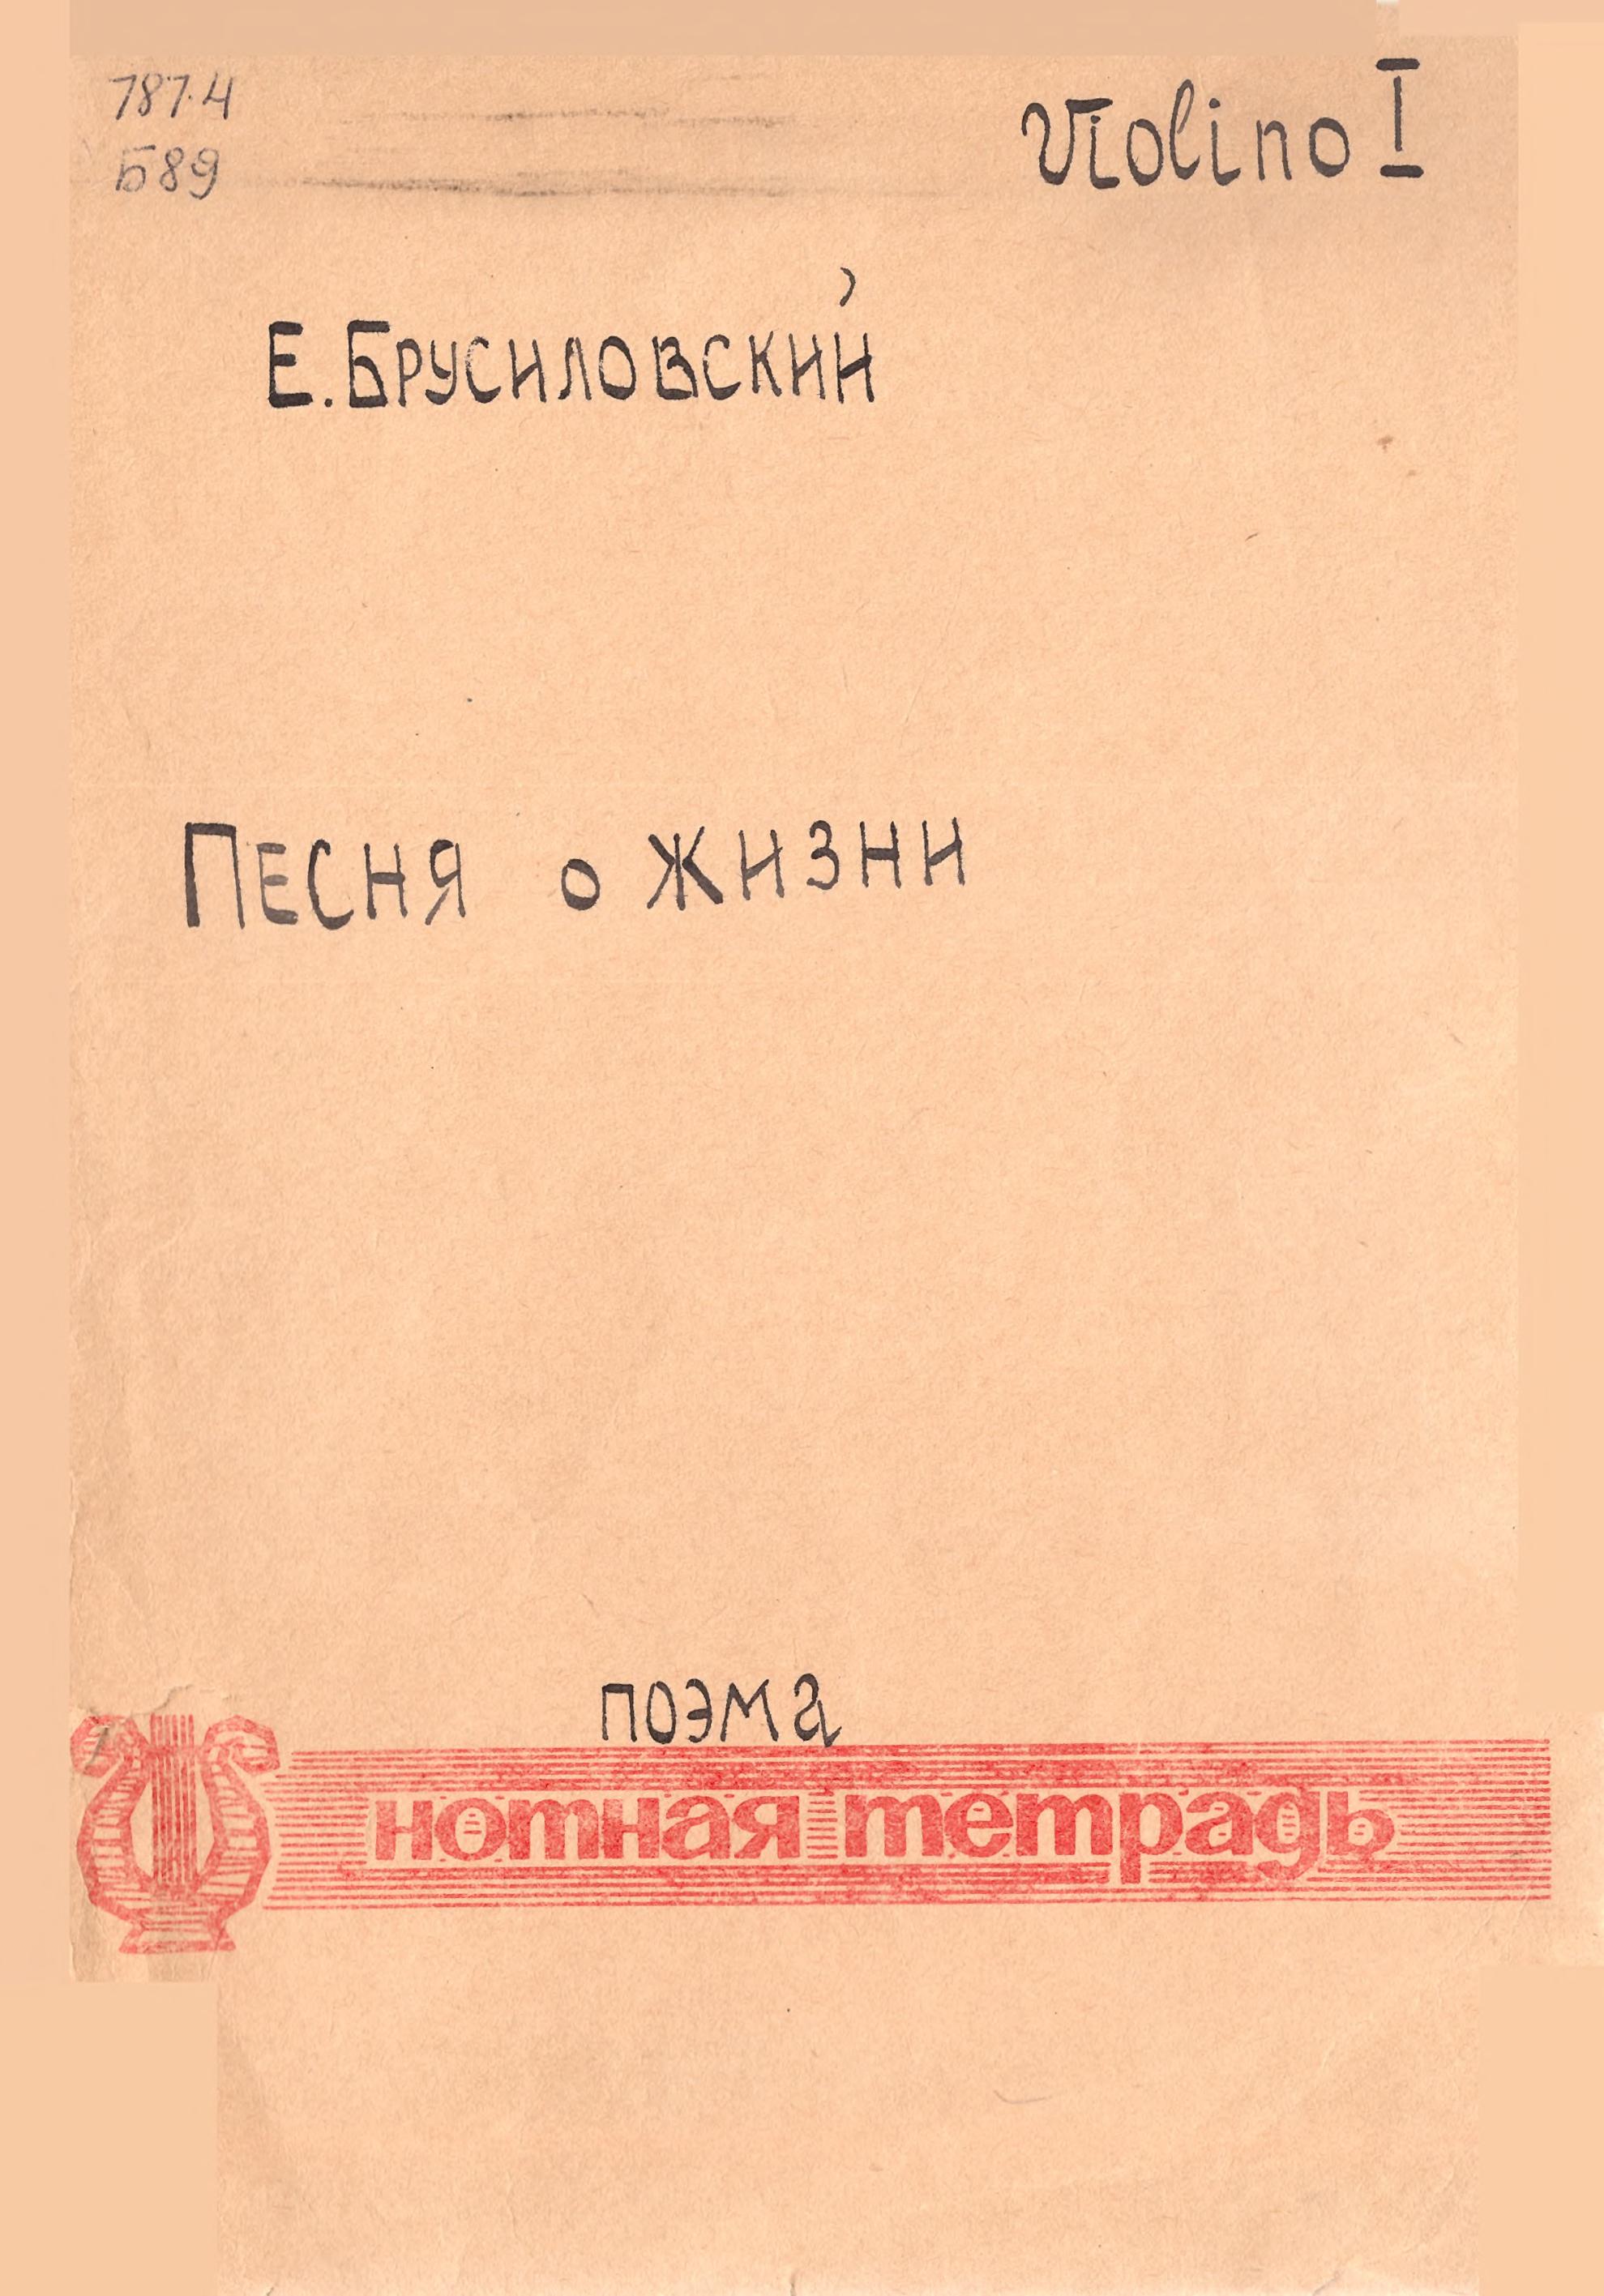 787.4
Б89
Violino I
Е. Брусиловский
Песня о жизни
поэма
нотная тетрадь